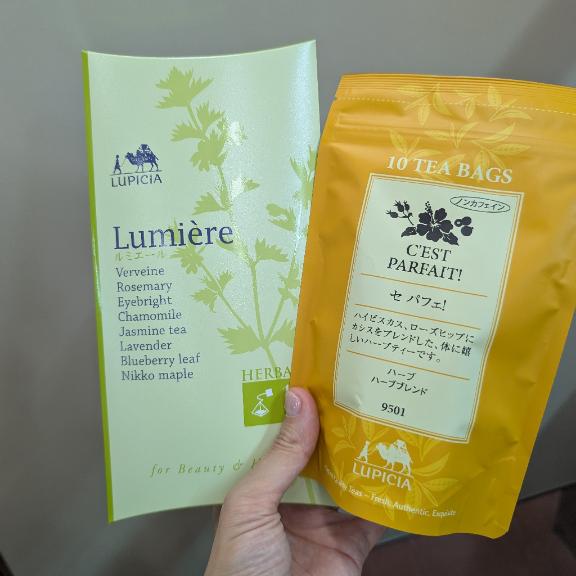 LUPICIA
Lumière
ルミエール
Verveine
Rosemary
Eyebright
Chamomile
Jasmine tea
Lavender
Blueberry leaf
Nikko maple
HERBA
for Beauty &
10 TEA BAGS
ノンカフェイン
C'EST
PARFAIT!
セ パフェ!
ハイビスカス、ローズヒップに
カシスをブレンドした、体に嬉
しいハーブティーです。
ハーブ
ハーブブレンド
9501
LUPICIA
Teas ~ Fresh, Authentic, Exquisite